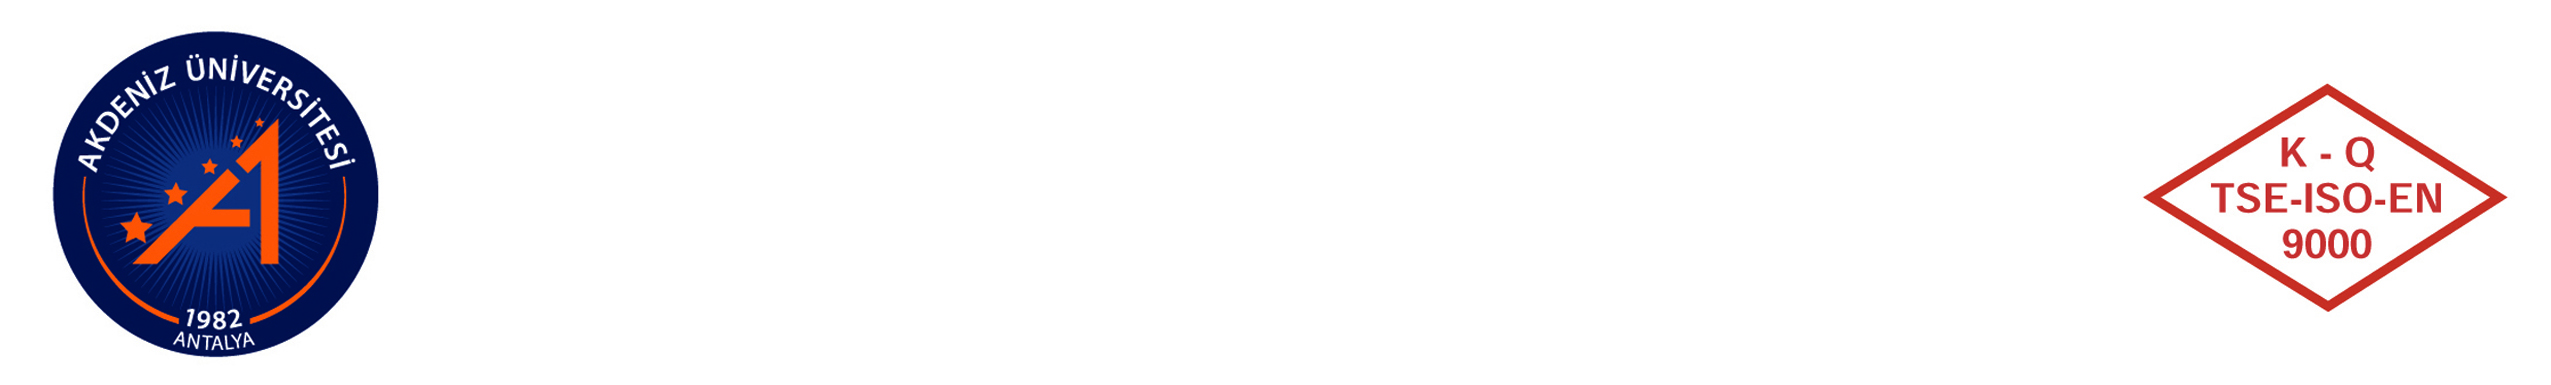 AKDENİZ ÜNİVERSİTESİ
1982
ANTALYA
K - Q
TSE-ISO-EN
9000